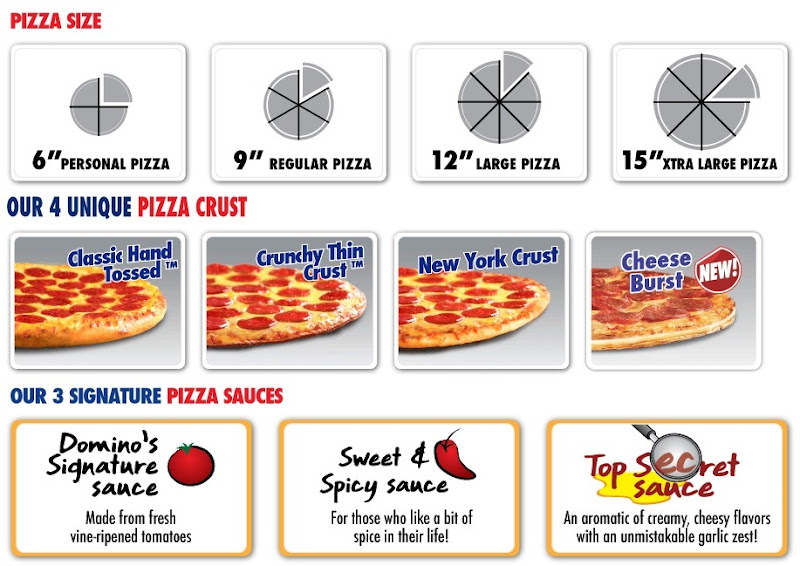 PIZZA SIZE
6" PERSONAL PIZZA
9" REGULAR PIZZA
12" LARGE PIZZA
15" XTRA LARGE PIZZA
OUR 4 UNIQUE PIZZA CRUST
Classic Hand
Tossed™
Crunchy Thin
Crust™
New York Crust
Cheese
Burst
NEW!
OUR 3 SIGNATURE PIZZA SAUCES
Domino's
Signature
sauce
Made from fresh
vine-ripened tomatoes
Sweet &
Spicy sauce
For those who like a bit of
spice in their life!
Top Secret
sauce
An aromatic of creamy, cheesy flavors
with an unmistakable garlic zest!